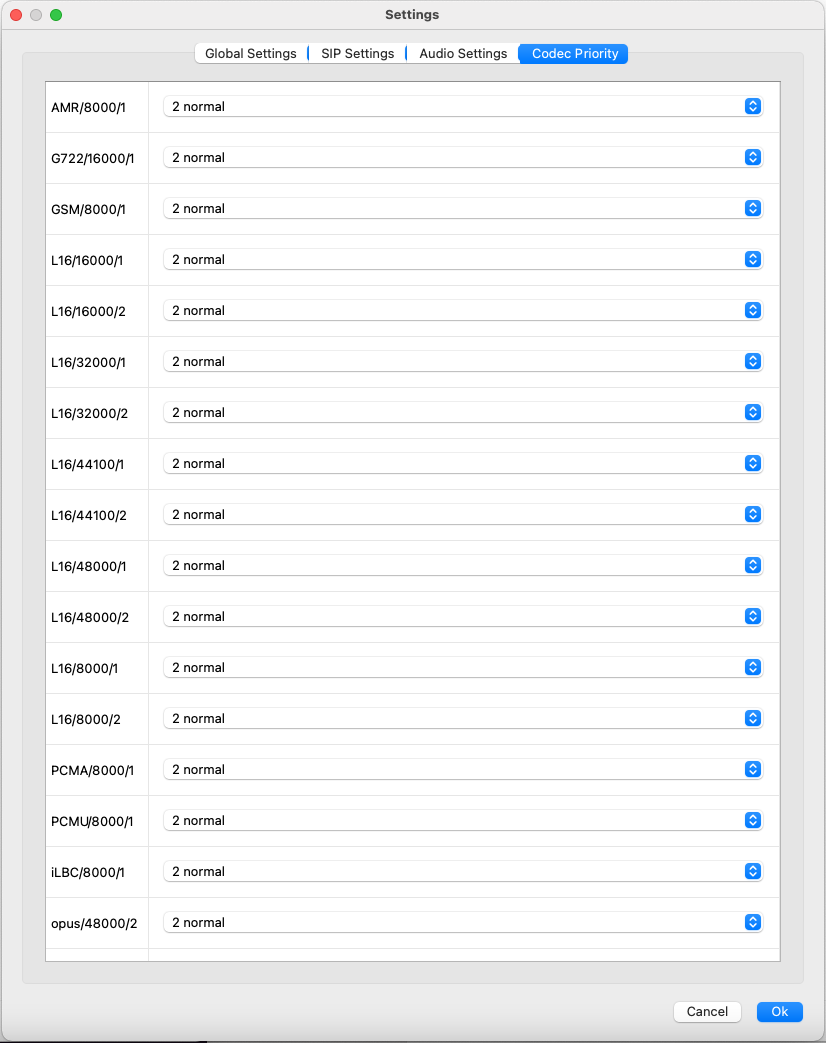 Settings
Global Settings SIP Settings Audio Settings Codec Priority
AMR/8000/1 2 normal
G722/16000/1 2 normal
GSM/8000/1 2 normal
L16/16000/1 2 normal
L16/16000/2 2 normal
L16/32000/1 2 normal
L16/32000/2 2 normal
L16/44100/1 2 normal
L16/44100/2 2 normal
L16/48000/1 2 normal
L16/48000/2 2 normal
L16/8000/1 2 normal
L16/8000/2 2 normal
PCMA/8000/1 2 normal
PCMU/8000/1 2 normal
iLBC/8000/1 2 normal
opus/48000/2 2 normal
Cancel Ok